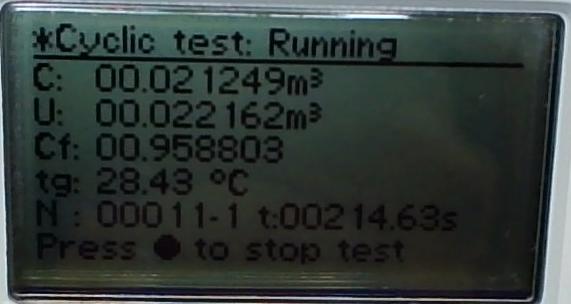 *Cyclic test: Running
C: 00.021249m³
U: 00.022162m³
Cf: 00.958803
tg: 28.43 °C
N : 00011-1 t:00214.63s
Press ● to stop test